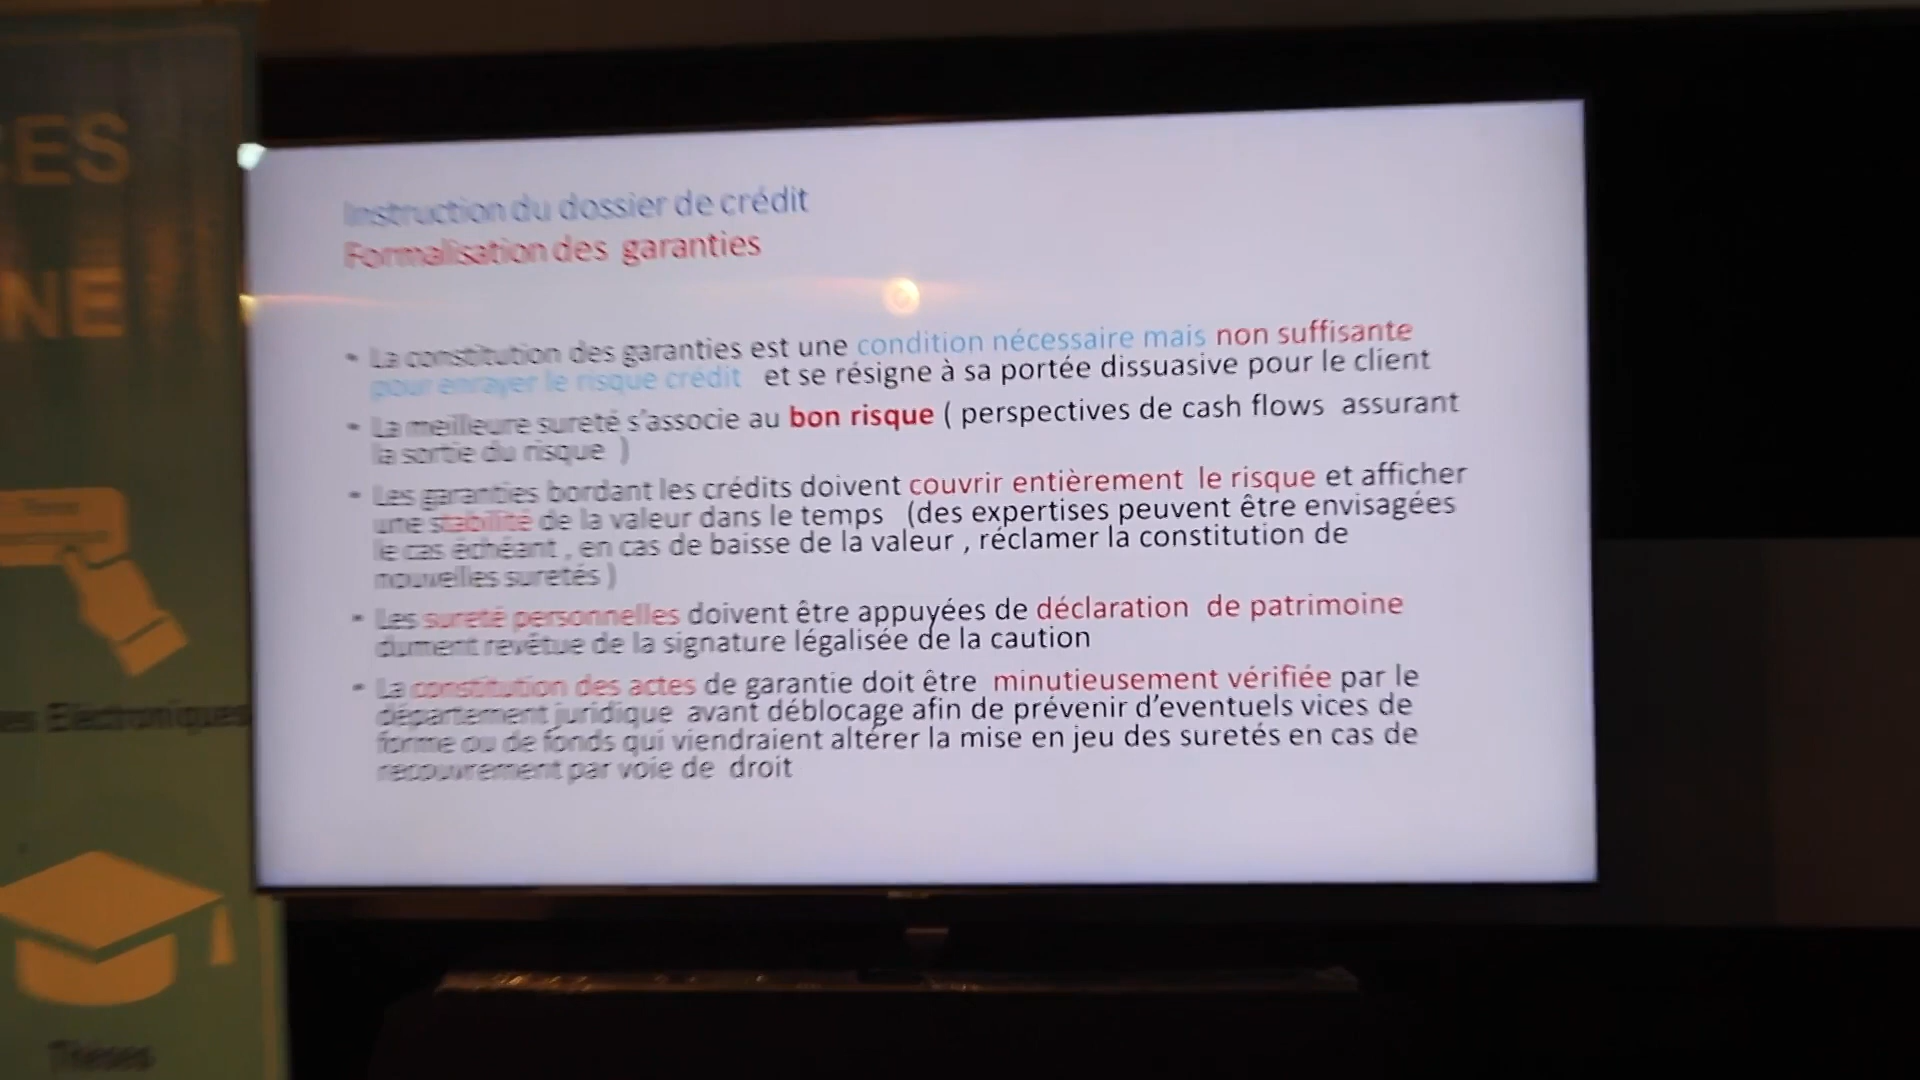 ES
NE
Instruction du dossier de crédit
Formalisation des garanties
- La constitution des garanties est une condition nécessaire mais non suffisante
pour enrayer le risque crédit et se résigne à sa portée dissuasive pour le client
- La meilleure sureté s'associe au bon risque ( perspectives de cash flows assurant
la sortie du risque )
- Les garanties bordant les crédits doivent couvrir entièrement le risque et afficher
une stabilité de la valeur dans le temps (des expertises peuvent être envisagées
le cas échéant , en cas de baisse de la valeur , réclamer la constitution de
nouvelles suretés )
- Les sureté personnelles doivent être appuyées de déclaration de patrimoine
dument revêtue de la signature légalisée de la caution
- La constitution des actes de garantie doit être minutieusement vérifiée par le
département juridique avant déblocage afin de prévenir d'eventuels vices de
forme ou de fonds qui viendraient altérer la mise en jeu des suretés en cas de
recouvrement par voie de droit
es Electroniques
Thèses